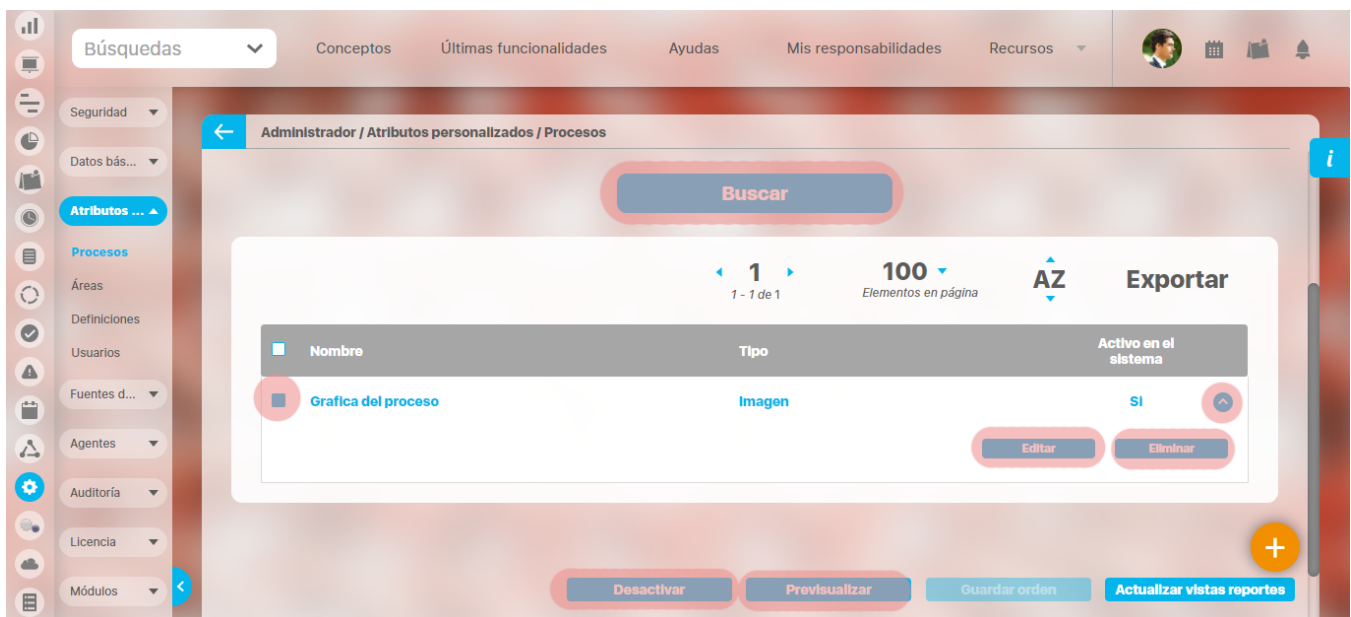 Búsquedas
Conceptos
Últimas funcionalidades
Ayudas
Mis responsabilidades
Recursos
Seguridad
Datos bás...
Atributos ...
Procesos
Áreas
Definiciones
Usuarios
Fuentes d...
Agentes
Auditoría
Licencia
Módulos
Administrador / Atributos personalizados / Procesos
i
Buscar
1
1 - 1 de 1
100
Elementos en página
AZ
Exportar
Nombre
Tipo
Activo en el
sistema
Grafica del proceso
Imagen
Si
Editar
Eliminar
+
Desactivar
Previsualizar
Guardar orden
Actualizar vistas reportes